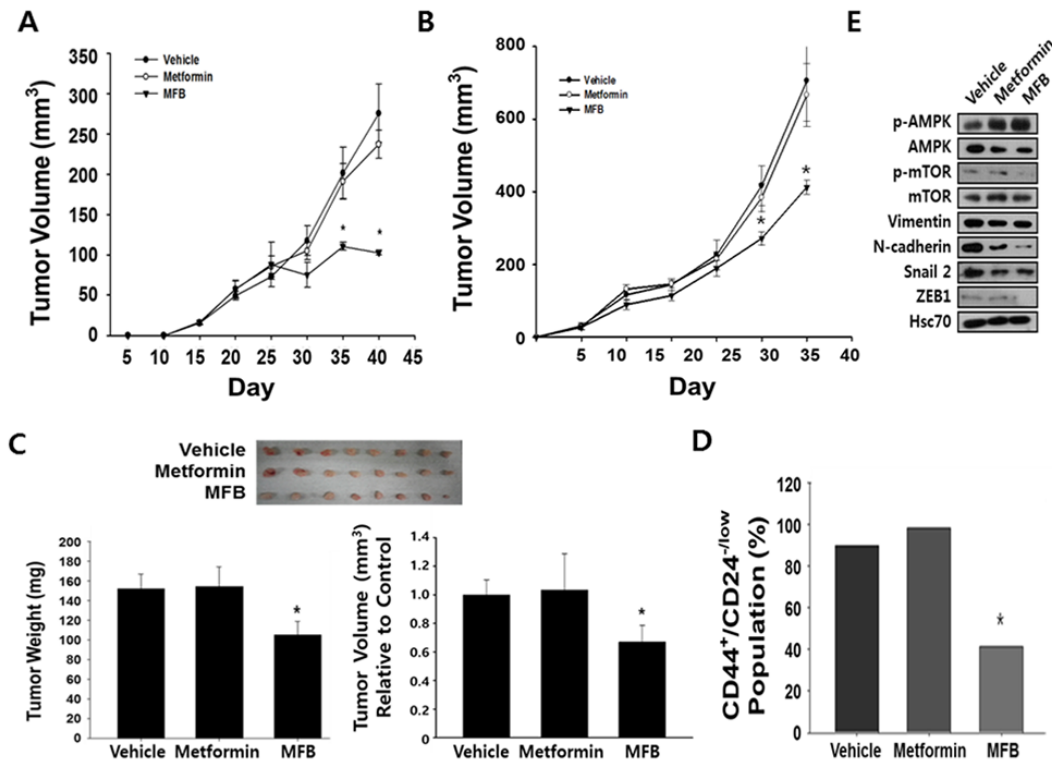 A
Tumor Volume (mm³)
350
300
250
200
150
100
50
0
Vehicle
Metformin
MFB
*
*
5 10 15 20 25 30 35 40 45
Day
B
Tumor Volume (mm³)
800
600
400
200
0
Vehicle
Metformin
MFB
*
*
5 10 15 20 25 30 35 40
Day
E
Vehicle
Metformin
MFB
p-AMPK
AMPK
p-mTOR
mTOR
Vimentin
N-cadherin
Snail 2
ZEB1
Hsc70
C
Vehicle
Metformin
MFB
Tumor Weight (mg)
200
180
160
140
120
100
80
60
40
20
0
*
Vehicle Metformin MFB
Tumor Volume (mm³)
Relative to Control
1.4
1.2
1.0
0.8
0.6
0.4
0.2
0
*
Vehicle Metformin MFB
D
CD44⁺/CD24⁻/low
Population (%)
120
100
80
60
40
20
0
*
Vehicle Metformin MFB